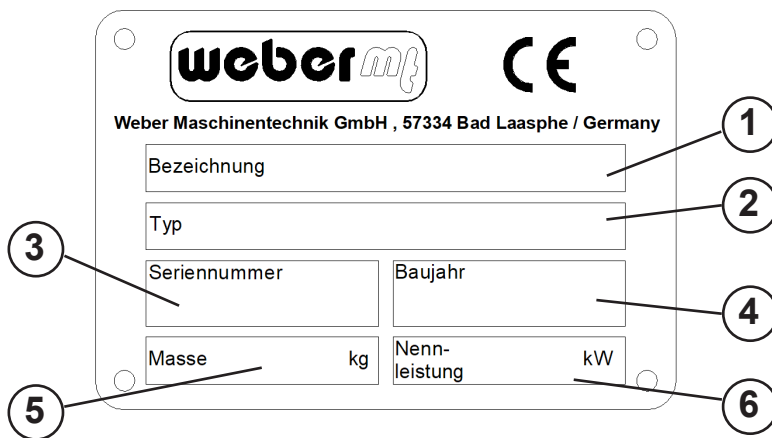 weber mt CE
Weber Maschinentechnik GmbH , 57334 Bad Laasphe / Germany
1
Bezeichnung
2
Typ
3
Seriennummer
Baujahr
4
Masse kg
Nenn-
leistung kW
5
6